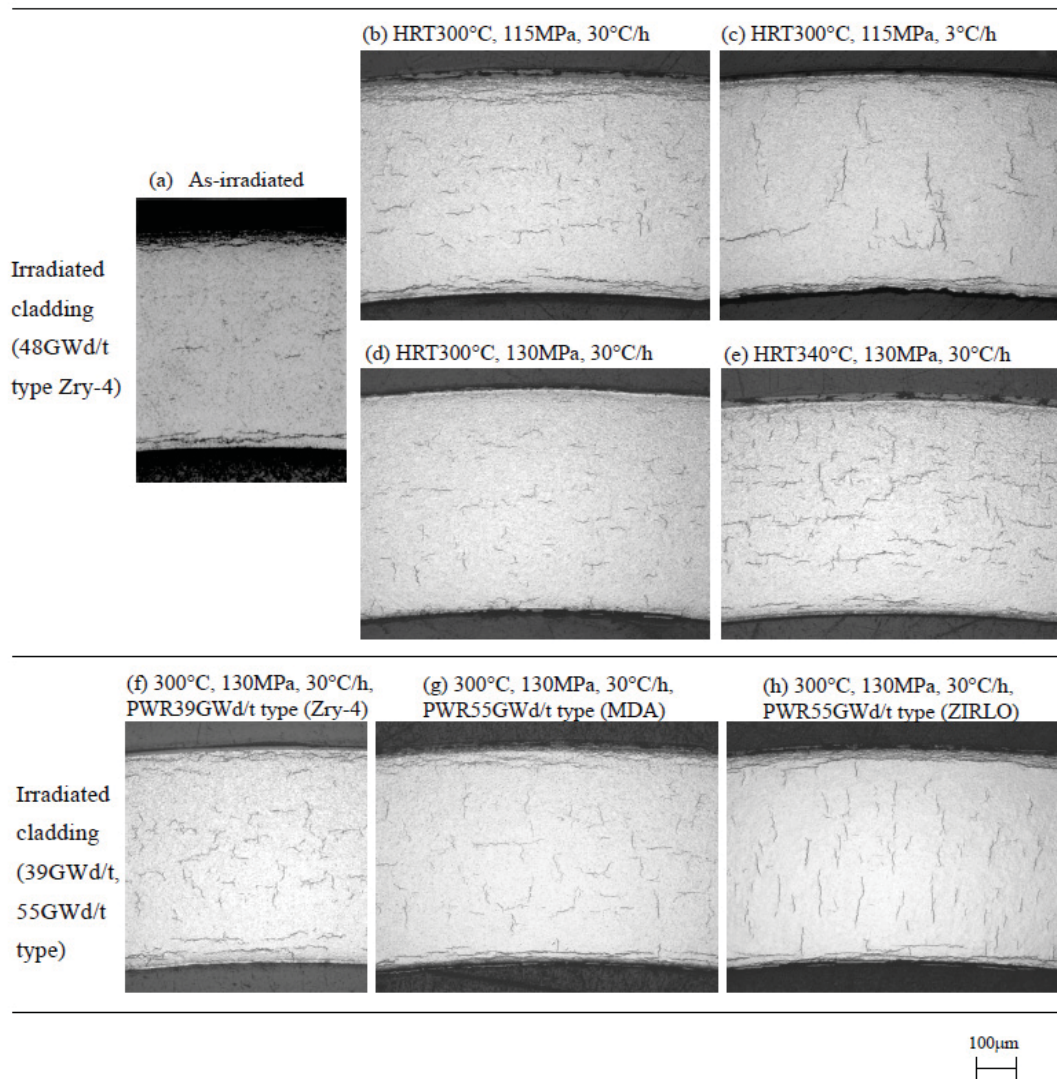 (b) HRT300°C, 115MPa, 30°C/h
(c) HRT300°C, 115MPa, 3°C/h
(a) As-irradiated
Irradiated
cladding
(48GWd/t
type Zry-4)
(d) HRT300°C, 130MPa, 30°C/h
(e) HRT340°C, 130MPa, 30°C/h
(f) 300°C, 130MPa, 30°C/h,
PWR39GWd/t type (Zry-4)
(g) 300°C, 130MPa, 30°C/h,
PWR55GWd/t type (MDA)
(h) 300°C, 130MPa, 30°C/h,
PWR55GWd/t type (ZIRLO)
Irradiated
cladding
(39GWd/t,
55GWd/t
type)
100μm